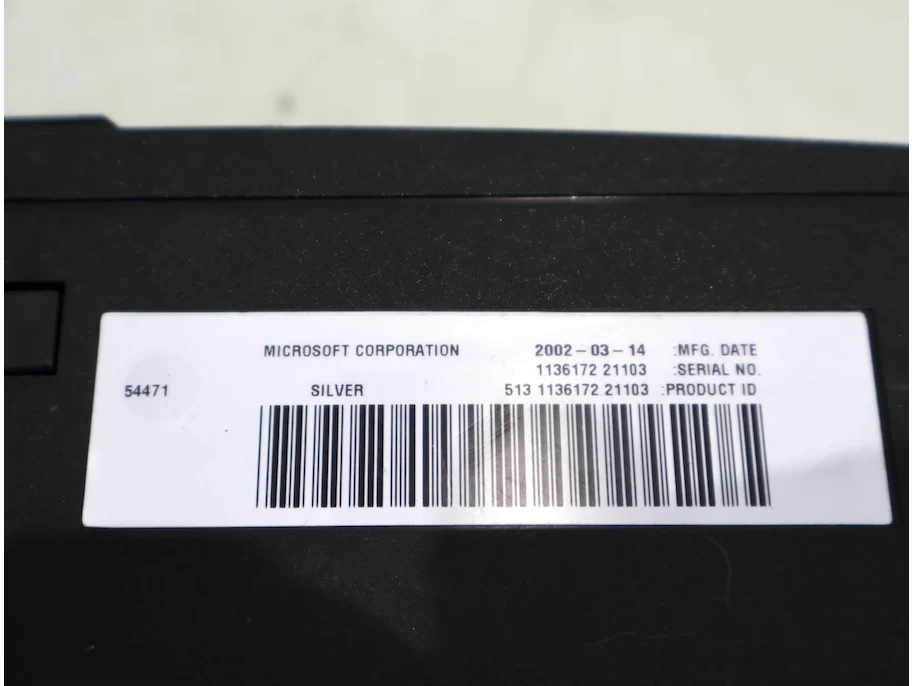 MICROSOFT CORPORATION 2002-03-14 :MFG. DATE
1136172 21103 :SERIAL NO.
54471 SILVER 513 1136172 21103 :PRODUCT ID